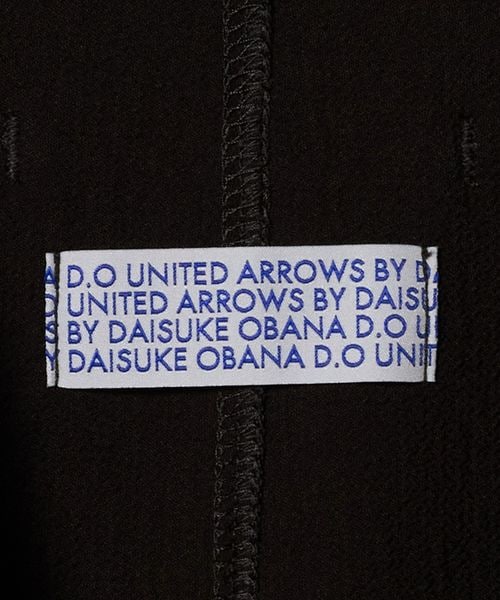 D.O UNITED ARROWS BY
UNITED ARROWS BY DAISU
BY DAISUKE OBANA D.O U
DAISUKE OBANA D.O UNIT